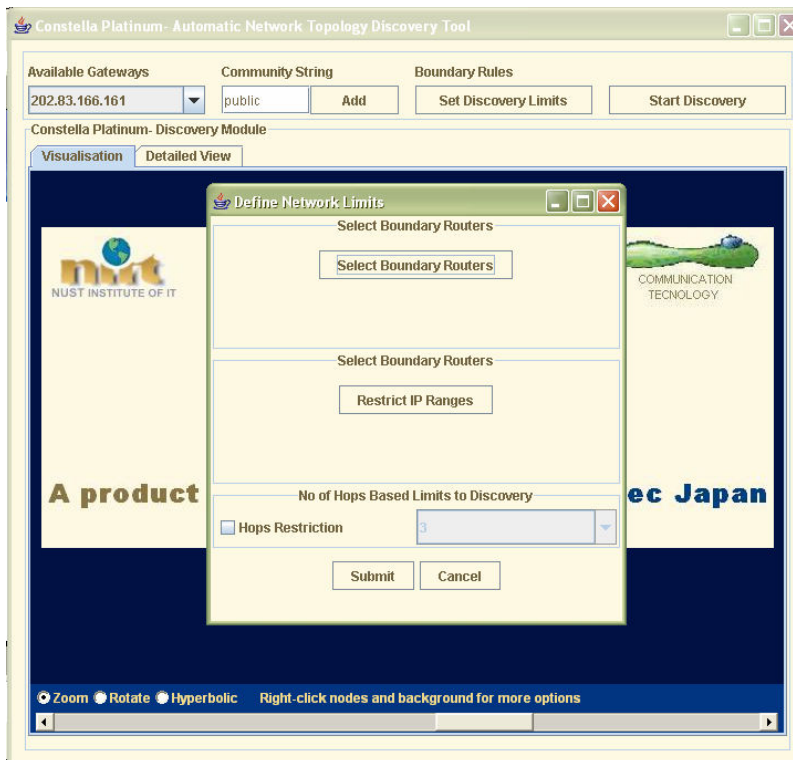 Constella Platinum- Automatic Network Topology Discovery Tool
Available Gateways Community String Boundary Rules
202.83.166.161 public Add Set Discovery Limits Start Discovery
Constella Platinum- Discovery Module
Visualisation Detailed View
Define Network Limits
Select Boundary Routers
Select Boundary Routers
niit
NUST INSTITUTE OF IT
COMMUNICATION
TECNOLOGY
Select Boundary Routers
Restrict IP Ranges
A product ec Japan
No of Hops Based Limits to Discovery
Hops Restriction 3
Submit Cancel
Zoom Rotate Hyperbolic Right-click nodes and background for more options